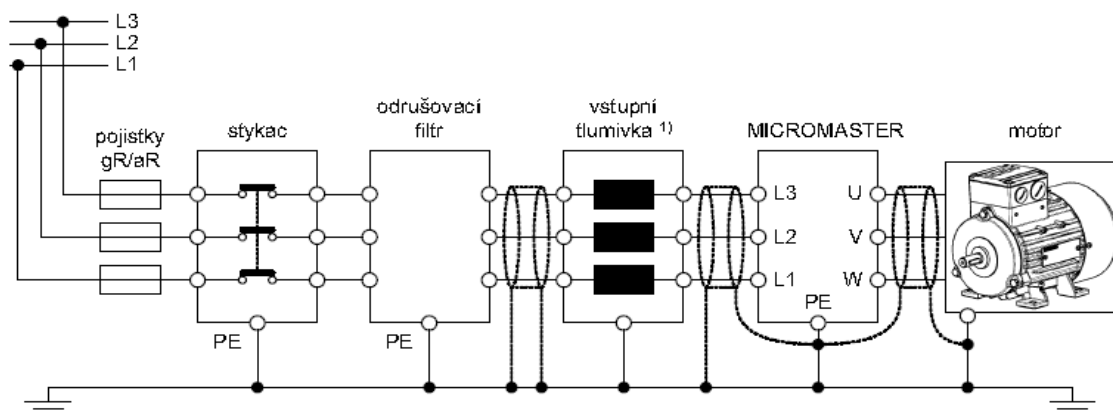 L3
L2
L1
pojistky
gR/aR
stykac
odrušovací
filtr
vstupní
tlumivka 1)
MICROMASTER
motor
L3
U
L2
V
L1
W
PE
PE
PE